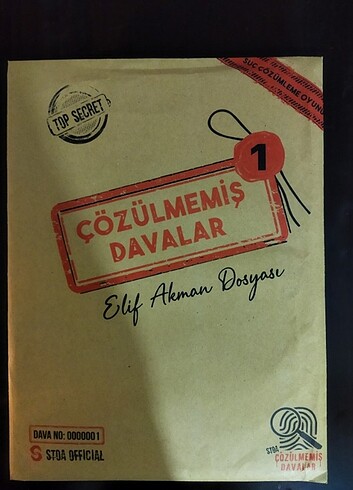 SUÇ ÇÖZÜMLEME OYUNU
TOP SECRET
1
ÇÖZÜLMEMİŞ
DAVALAR
Elif Akman Dosyası
DAVA NO: 0000001
S STOA OFFICIAL
STOA
ÇÖZÜLMEMİŞ
DAVALAR